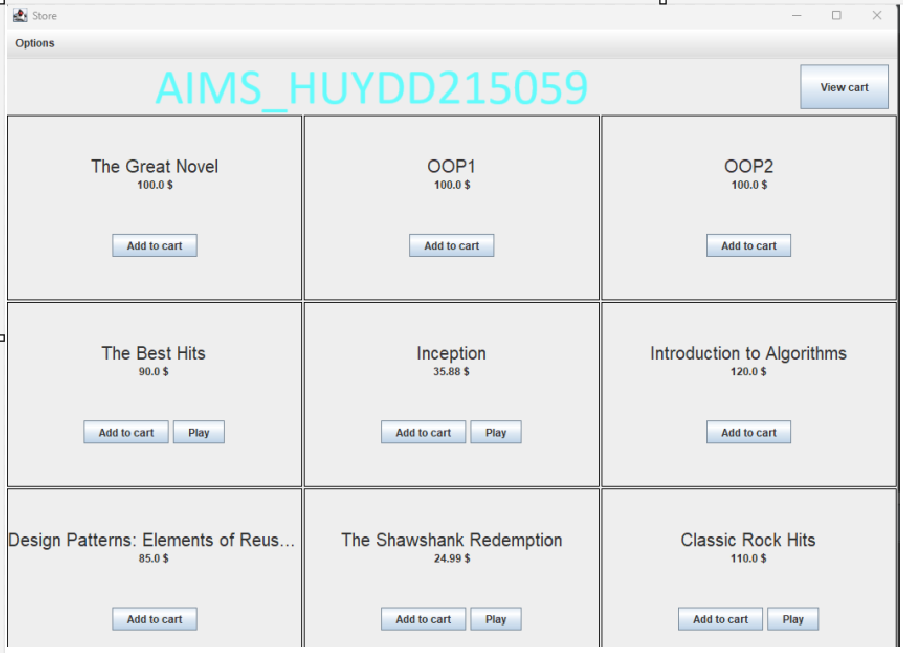 Store
Options
AIMS_HUYDD215059
View cart
The Great Novel
100.0 $
Add to cart
OOP1
100.0 $
Add to cart
OOP2
100.0 $
Add to cart
The Best Hits
90.0 $
Add to cart Play
Inception
35.88 $
Add to cart Play
Introduction to Algorithms
120.0 $
Add to cart
Design Patterns: Elements of Reus...
85.0 $
Add to cart
The Shawshank Redemption
24.99 $
Add to cart Play
Classic Rock Hits
110.0 $
Add to cart Play